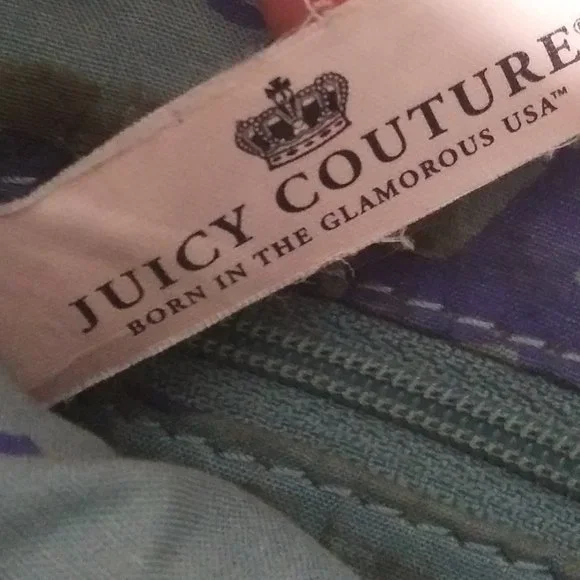 JUICY COUTURE®
BORN IN THE GLAMOROUS USA™